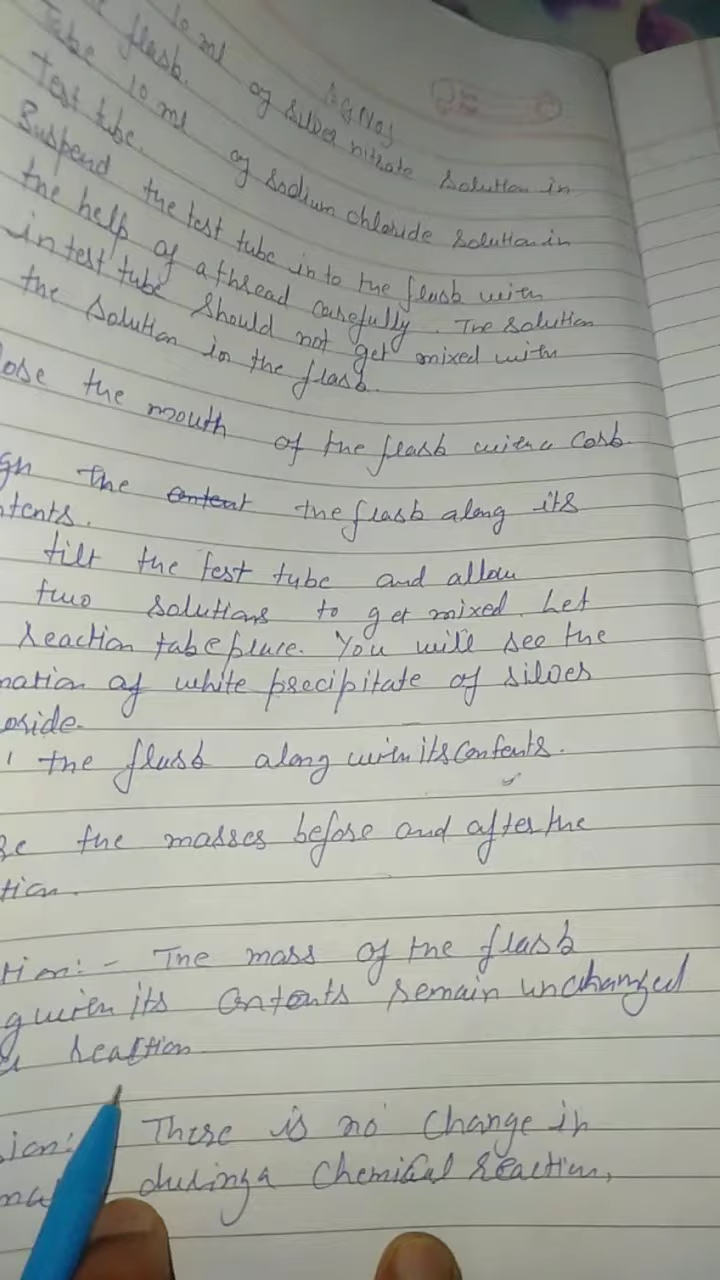 10 ml of silver nitrate solution in
flask. AgNO3
Take 10 ml of sodium chloride solution in
test tube.
Suspend the test tube into the flask with
the help of a thread carefully. The solution
in test tube should not get mixed with
the solution in the flask.
lose the mouth of the flask with a cork.
gh the content the flask along its
ntents.
tilt the test tube and allow
two solutions to get mixed. Let
reaction take place. You will see the
mation of white precipitate of silver
oride.
the flask along with its contents.
re the masses before and after the
tion.
tion:- The mass of the flask
g with its contents remain unchanged
reaction
ion: There is no change in
ma during a chemical reaction,